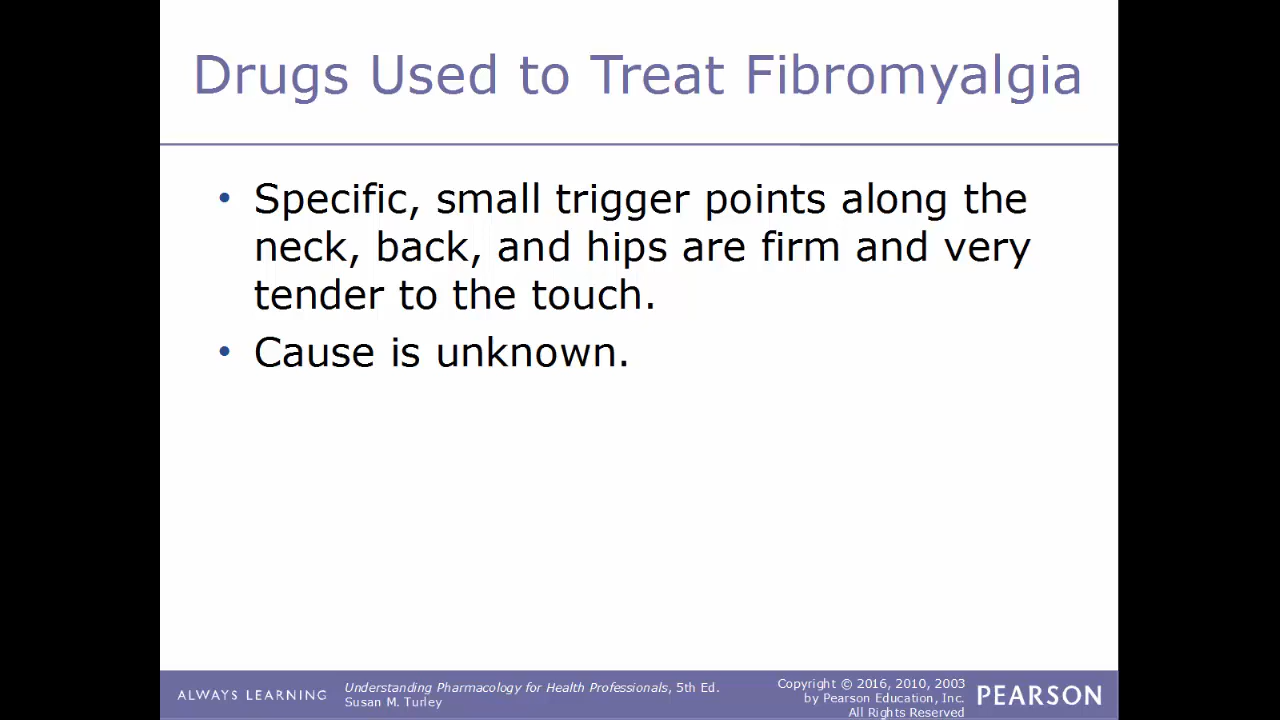 Drugs Used to Treat Fibromyalgia
• Specific, small trigger points along the
neck, back, and hips are firm and very
tender to the touch.
• Cause is unknown.
ALWAYS LEARNING
Understanding Pharmacology for Health Professionals, 5th Ed.
Susan M. Turley
Copyright © 2016, 2010, 2003
by Pearson Education, Inc.
All Rights Reserved
PEARSON